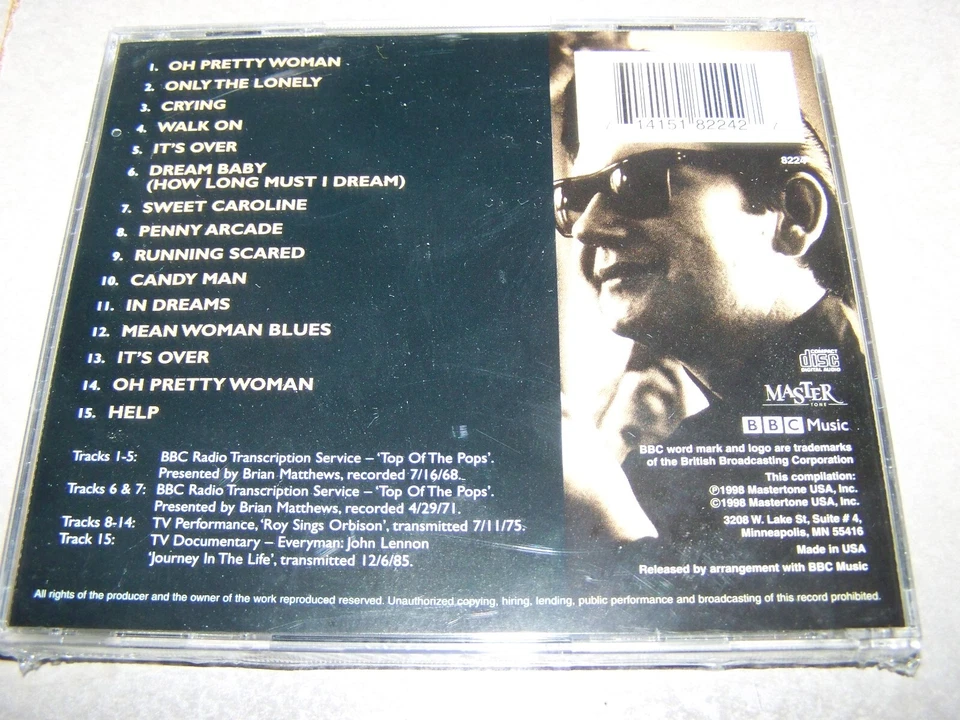 1. OH PRETTY WOMAN
2. ONLY THE LONELY
3. CRYING
4. WALK ON
5. IT'S OVER
6. DREAM BABY
(HOW LONG MUST I DREAM)
7. SWEET CAROLINE
8. PENNY ARCADE
9. RUNNING SCARED
10. CANDY MAN
11. IN DREAMS
12. MEAN WOMAN BLUES
13. IT'S OVER
14. OH PRETTY WOMAN
15. HELP
Tracks 1-5: BBC Radio Transcription Service – 'Top Of The Pops'.
Presented by Brian Matthews, recorded 7/16/68.
Tracks 6 & 7: BBC Radio Transcription Service – 'Top Of The Pops'.
Presented by Brian Matthews, recorded 4/29/71.
Tracks 8-14: TV Performance, 'Roy Sings Orbison', transmitted 7/11/75.
Track 15: TV Documentary – Everyman: John Lennon
'Journey In The Life', transmitted 12/6/85.
7 14151 82242 7
8224
COMPACT
disc
DIGITAL AUDIO
MASTER
TONE
BBC Music
BBC word mark and logo are trademarks
of the British Broadcasting Corporation
This compilation:
℗1998 Mastertone USA, Inc.
©1998 Mastertone USA, Inc.
3208 W. Lake St, Suite # 4,
Minneapolis, MN 55416
Made in USA
Released by arrangement with BBC Music
All rights of the producer and the owner of the work reproduced reserved. Unauthorized copying, hiring, lending, public performance and broadcasting of this record prohibited.